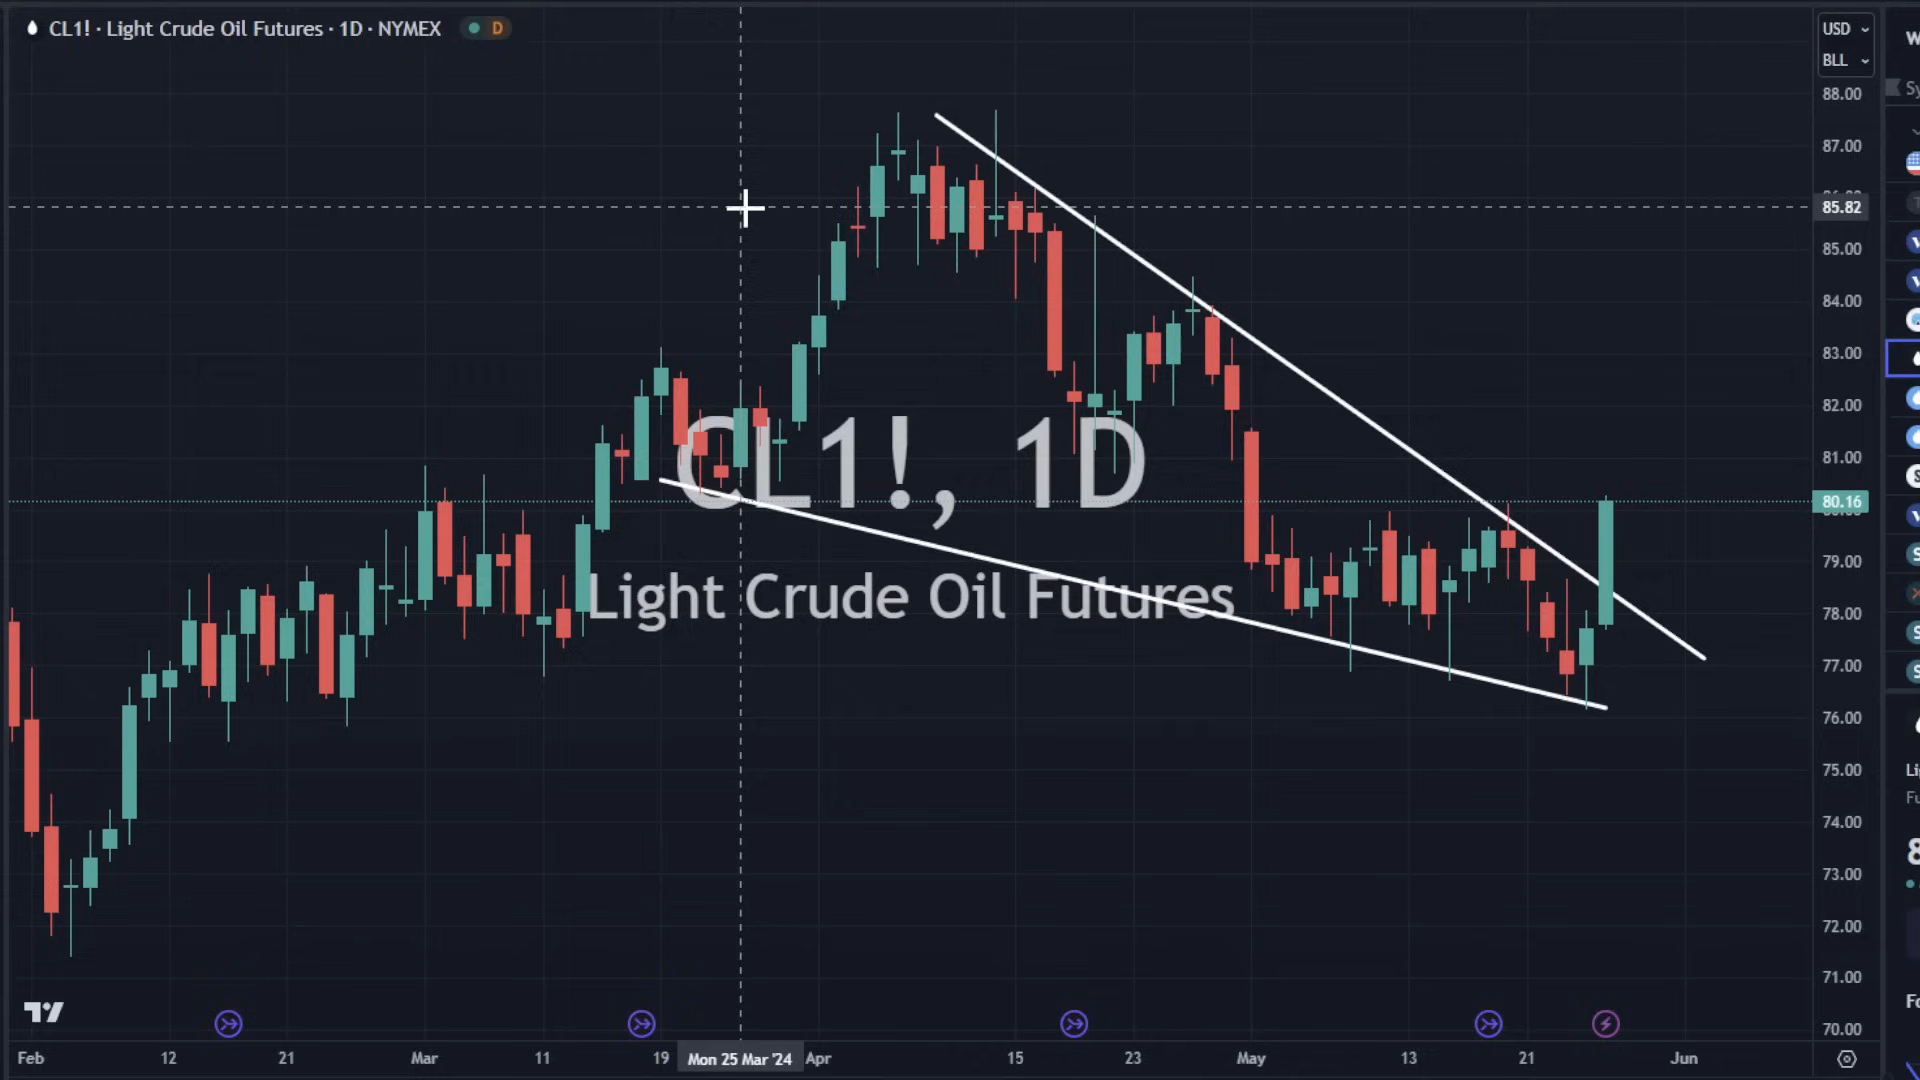 CL1! · Light Crude Oil Futures · 1D · NYMEX
D
USD
BLL
88.00
87.00
85.82
85.00
84.00
83.00
82.00
81.00
80.16
79.00
78.00
77.00
76.00
75.00
74.00
73.00
72.00
71.00
70.00
CL1!, 1D
Light Crude Oil Futures
Feb
12
21
Mar
11
19
Mon 25 Mar '24
Apr
15
23
May
13
21
Jun